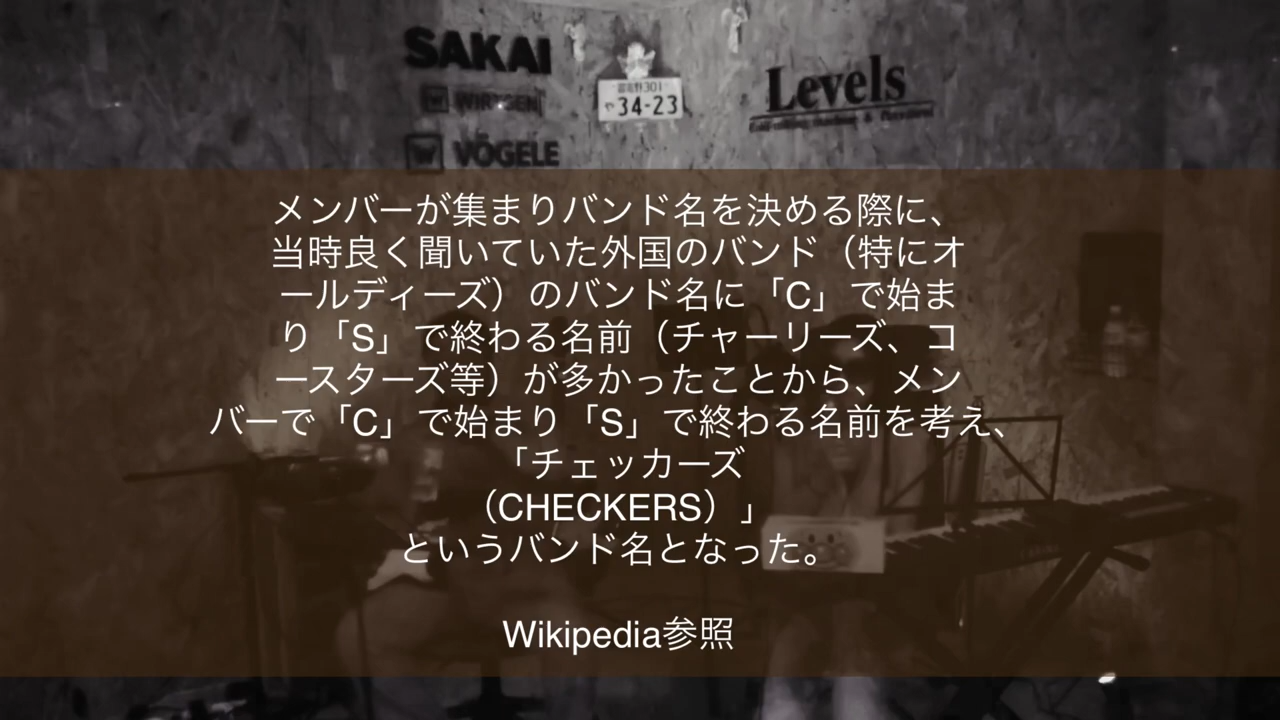 SAKAI
WIRTGEN
VÖGELE
301
や 34-23
Levels
メンバーが集まりバンド名を決める際に、
当時良く聞いていた外国のバンド（特にオ
ールディーズ）のバンド名に「C」で始ま
り「S」で終わる名前（チャーリーズ、コ
ースターズ等）が多かったことから、メン
バーで「C」で始まり「S」で終わる名前を考え、
「チェッカーズ
（CHECKERS）」
というバンド名となった。
Wikipedia参照